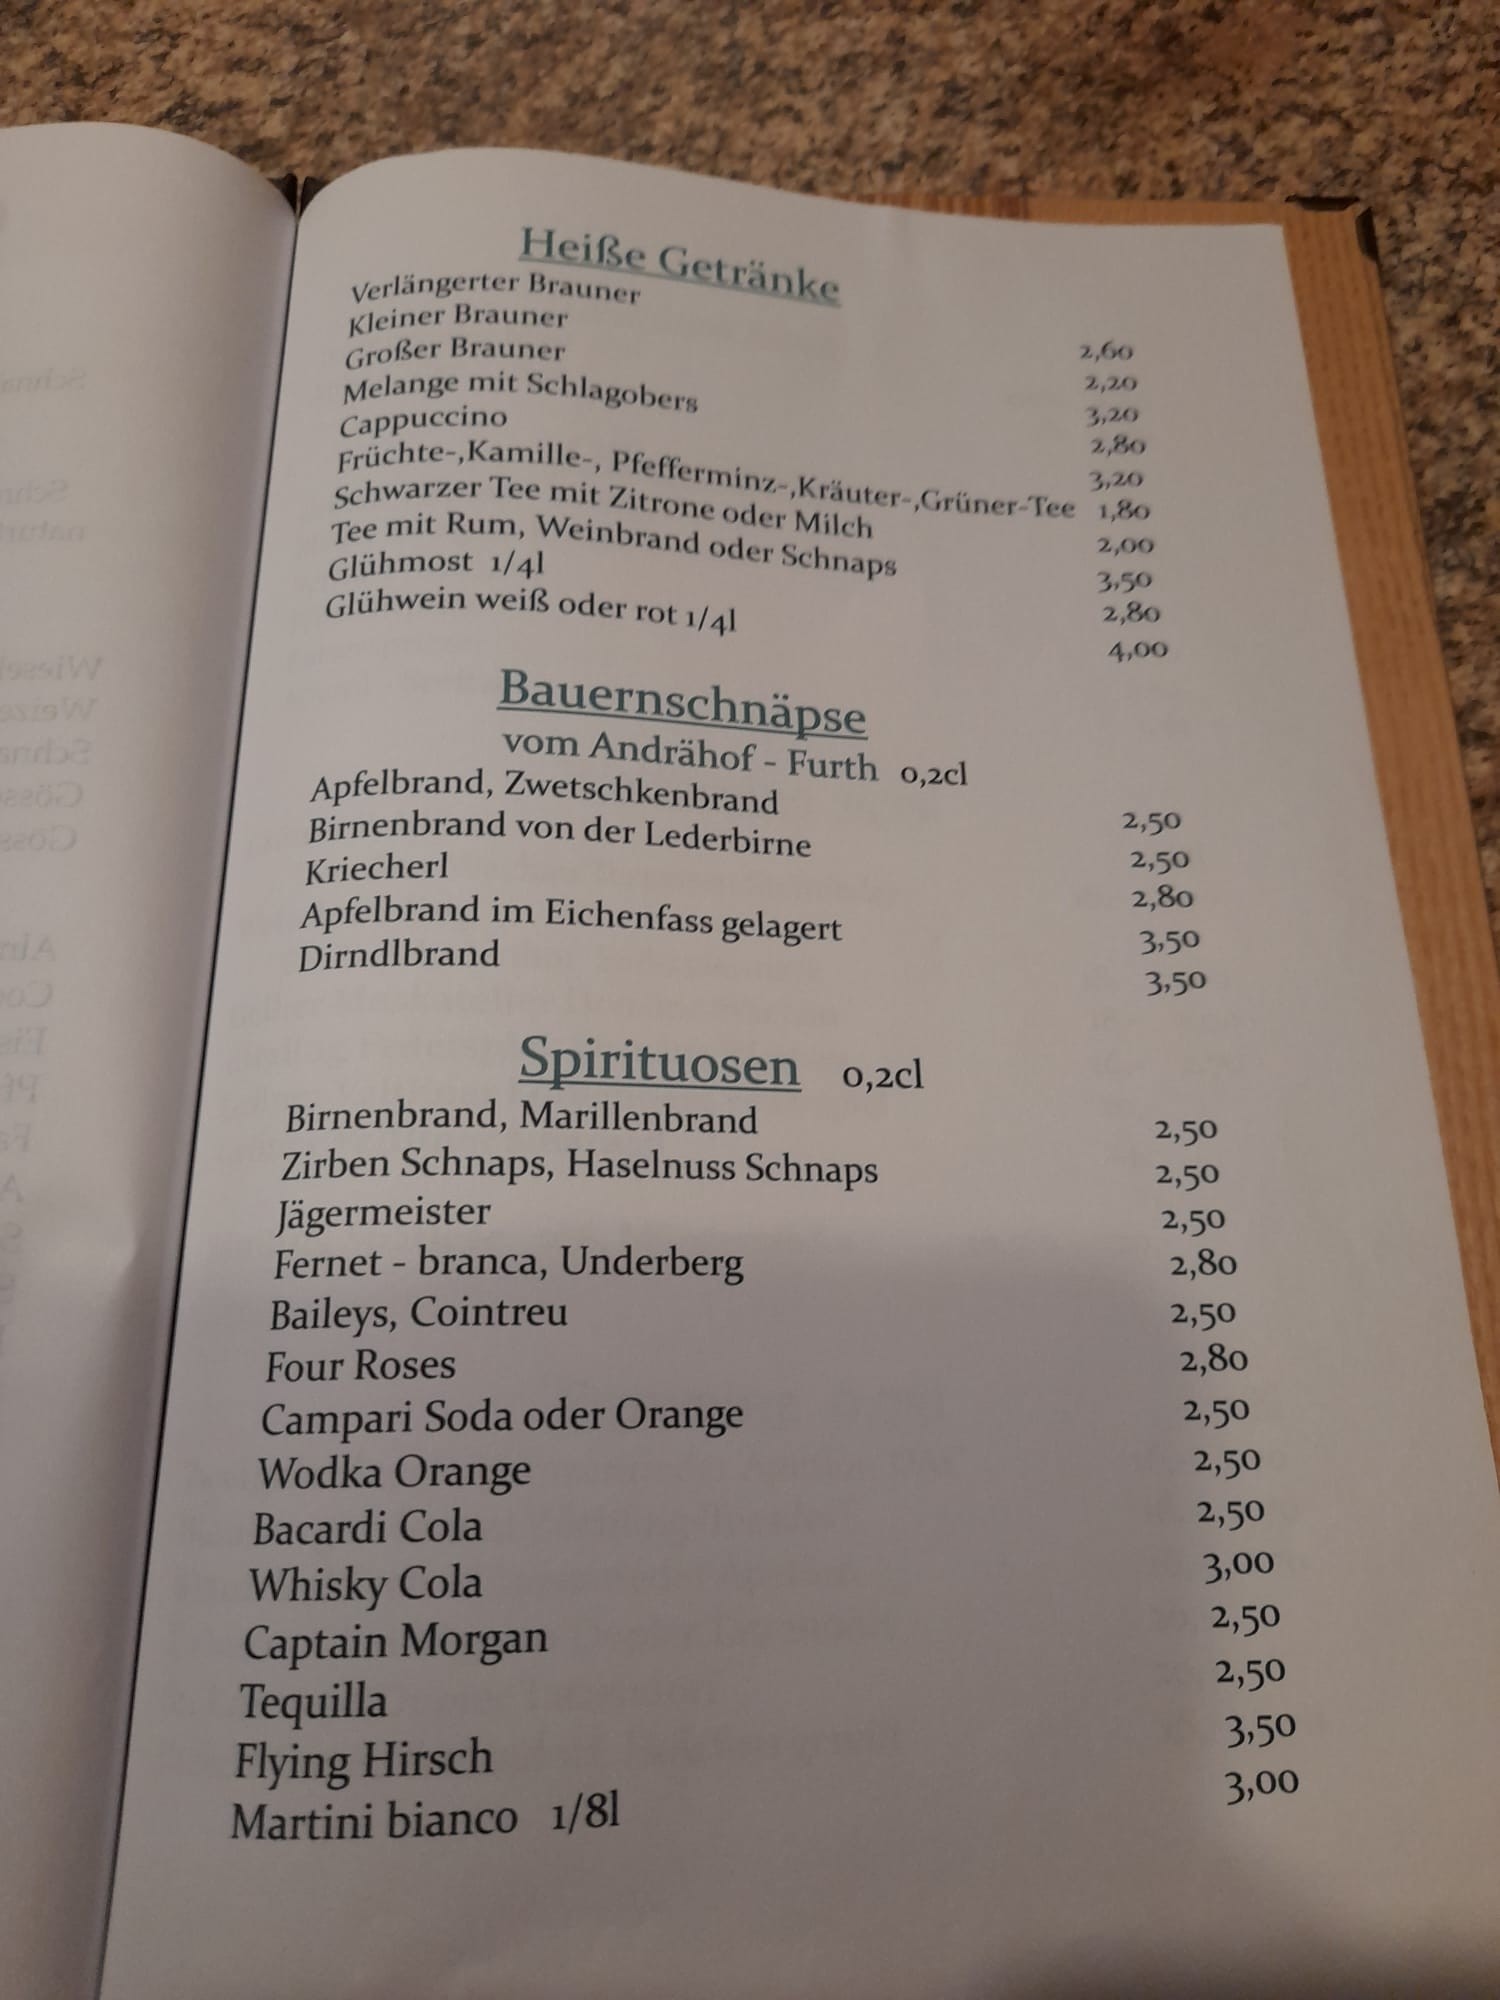 Heiße Getränke
Verlängerter Brauner 2,60
Kleiner Brauner 2,20
Großer Brauner 3,20
Melange mit Schlagobers 2,80
Cappuccino 3,20
Früchte-,Kamille-, Pfefferminz-,Kräuter-,Grüner-Tee 1,80
Schwarzer Tee mit Zitrone oder Milch 2,00
Tee mit Rum, Weinbrand oder Schnaps 3,50
Glühmost 1/4l 2,80
Glühwein weiß oder rot 1/4l 4,00
Bauernschnäpse
vom Andrähof - Furth 0,2cl
Apfelbrand, Zwetschkenbrand 2,50
Birnenbrand von der Lederbirne 2,50
Kriecherl 2,80
Apfelbrand im Eichenfass gelagert 3,50
Dirndlbrand 3,50
Spirituosen 0,2cl
Birnenbrand, Marillenbrand 2,50
Zirben Schnaps, Haselnuss Schnaps 2,50
Jägermeister 2,50
Fernet - branca, Underberg 2,80
Baileys, Cointreu 2,50
Four Roses 2,80
Campari Soda oder Orange 2,50
Wodka Orange 2,50
Bacardi Cola 2,50
Whisky Cola 3,00
Captain Morgan 2,50
Tequilla 2,50
Flying Hirsch 3,50
Martini bianco 1/8l 3,00